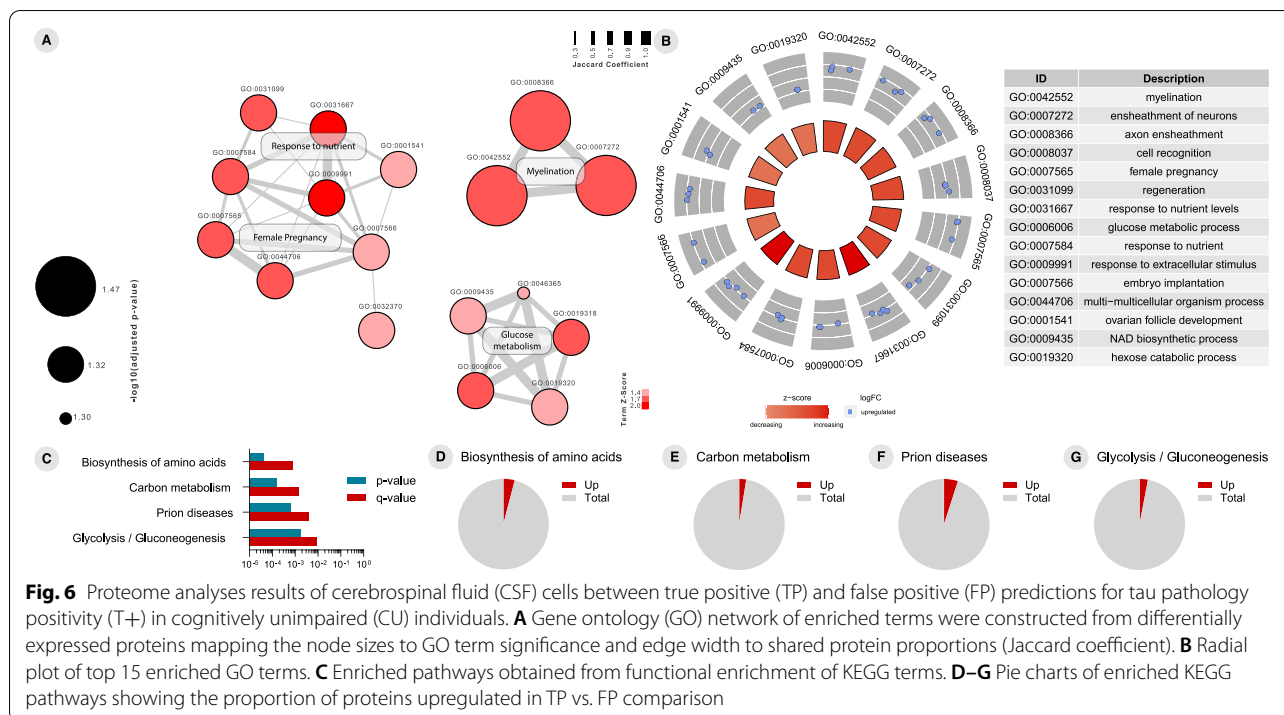 A
0.3
0.5
0.7
0.9
1.0
Jaccard Coefficient
GO:0031099
GO:0031667
Response to nutrient
GO:0007584
GO:0001541
GO:0009991
GO:0007565
GO:0007566
Female Pregnancy
GO:0044706
GO:0032370
GO:0008366
GO:0042552
GO:0007272
Myelination
GO:0046365
GO:0009435
GO:0019318
Glucose
metabolism
GO:0006006
GO:0019320
1.47
1.32
1.30
-log10(adjusted p-value)
Term Z-Score
1.4
1.7
2.0
B
GO:0042552
GO:0007272
GO:0008366
GO:0008037
GO:0007565
GO:0031099
GO:0031667
GO:0006006
GO:0007584
GO:0009991
GO:0007566
GO:0044706
GO:0001541
GO:0009435
GO:0019320
z-score
decreasing
increasing
logFC
upregulated
ID Description
GO:0042552 myelination
GO:0007272 ensheathment of neurons
GO:0008366 axon ensheathment
GO:0008037 cell recognition
GO:0007565 female pregnancy
GO:0031099 regeneration
GO:0031667 response to nutrient levels
GO:0006006 glucose metabolic process
GO:0007584 response to nutrient
GO:0009991 response to extracellular stimulus
GO:0007566 embryo implantation
GO:0044706 multi-multicellular organism process
GO:0001541 ovarian follicle development
GO:0009435 NAD biosynthetic process
GO:0019320 hexose catabolic process
C
Biosynthesis of amino acids
Carbon metabolism
Prion diseases
Glycolysis / Gluconeogenesis
p-value
q-value
10⁻⁵ 10⁻⁴ 10⁻³ 10⁻² 10⁻¹ 10⁰
D Biosynthesis of amino acids
Up
Total
E Carbon metabolism
Up
Total
F Prion diseases
Up
Total
G Glycolysis / Gluconeogenesis
Up
Total
Fig. 6 Proteome analyses results of cerebrospinal fluid (CSF) cells between true positive (TP) and false positive (FP) predictions for tau pathology
positivity (T+) in cognitively unimpaired (CU) individuals. A Gene ontology (GO) network of enriched terms were constructed from differentially
expressed proteins mapping the node sizes to GO term significance and edge width to shared protein proportions (Jaccard coefficient). B Radial
plot of top 15 enriched GO terms. C Enriched pathways obtained from functional enrichment of KEGG terms. D–G Pie charts of enriched KEGG
pathways showing the proportion of proteins upregulated in TP vs. FP comparison